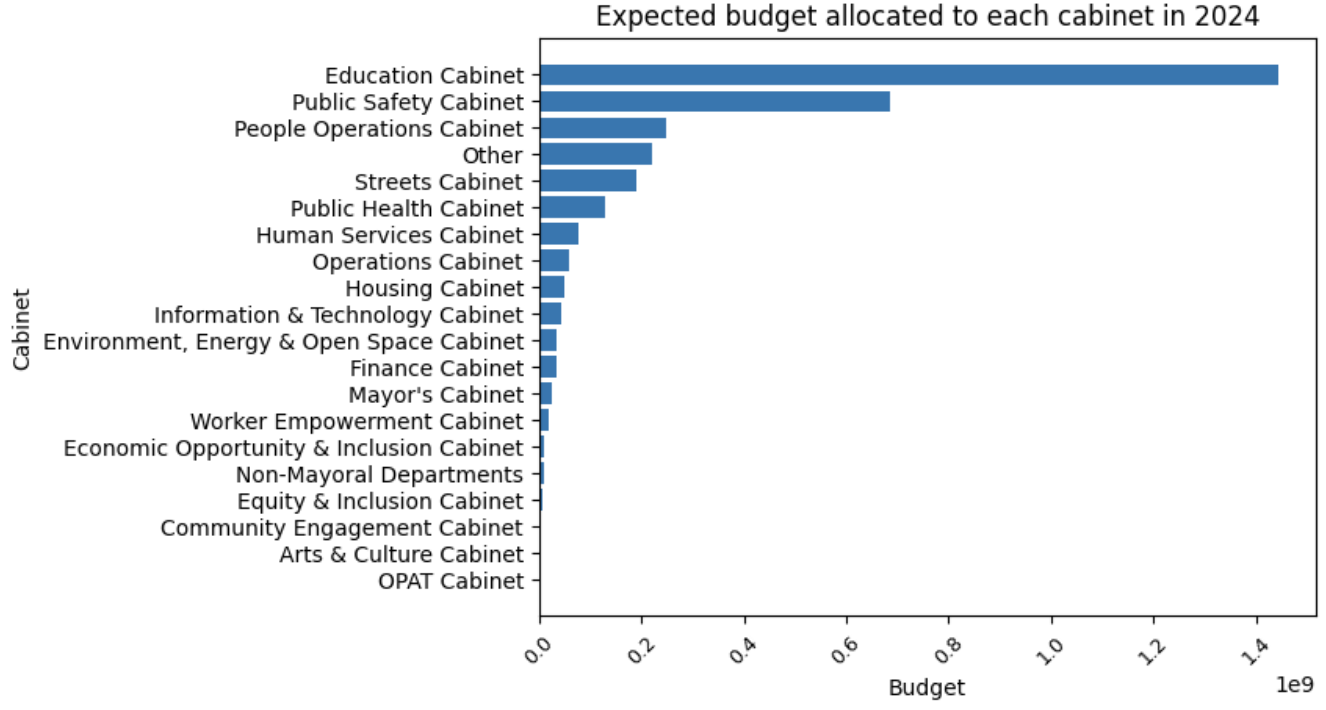 Expected budget allocated to each cabinet in 2024
Education Cabinet
Public Safety Cabinet
People Operations Cabinet
Other
Streets Cabinet
Public Health Cabinet
Human Services Cabinet
Operations Cabinet
Housing Cabinet
Information & Technology Cabinet
Environment, Energy & Open Space Cabinet
Finance Cabinet
Mayor's Cabinet
Worker Empowerment Cabinet
Economic Opportunity & Inclusion Cabinet
Non-Mayoral Departments
Equity & Inclusion Cabinet
Community Engagement Cabinet
Arts & Culture Cabinet
OPAT Cabinet
Cabinet
0.0 0.2 0.4 0.6 0.8 1.0 1.2 1.4
Budget
1e9